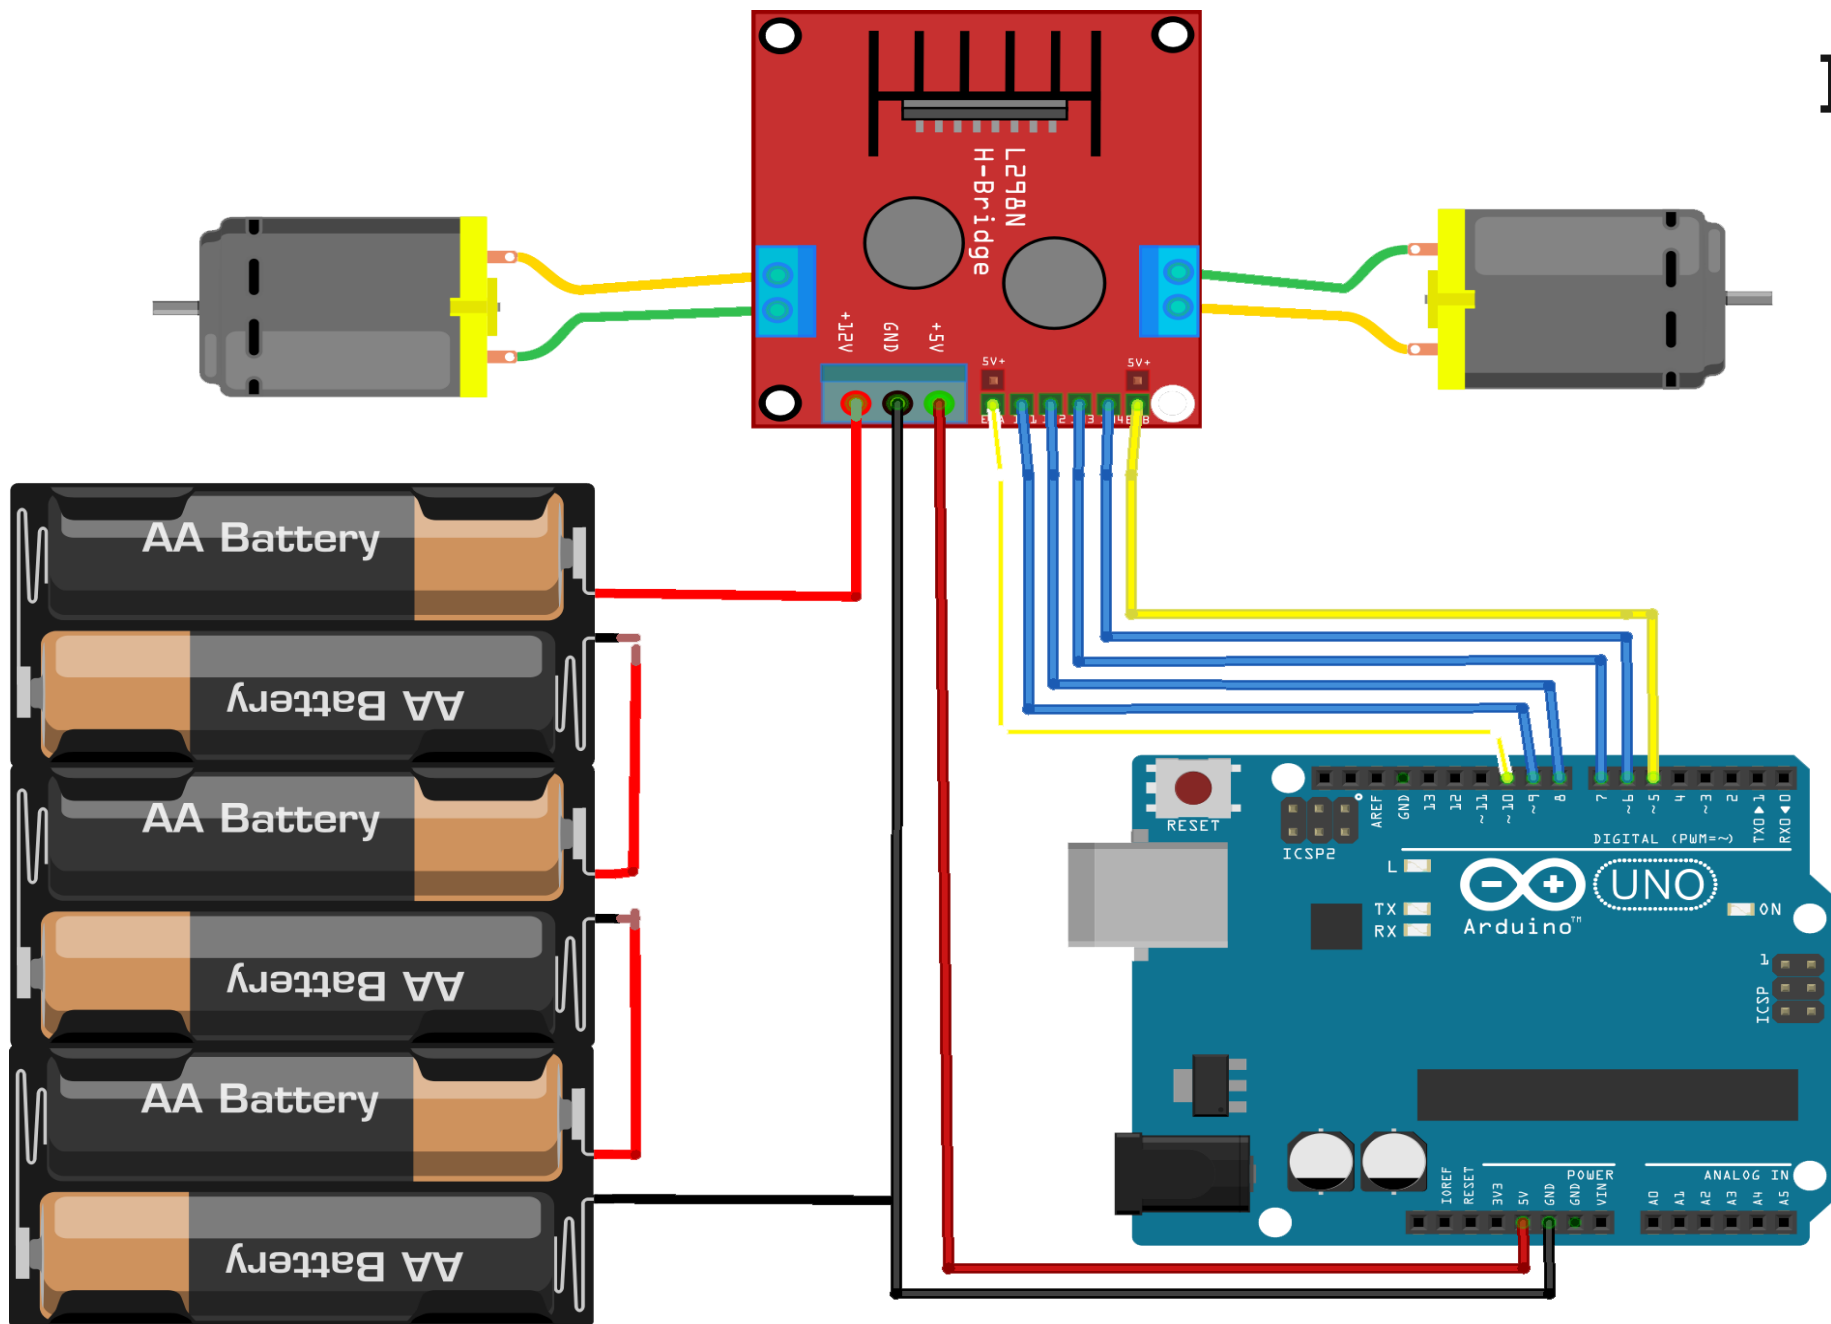 L298N
H-Bridge
+12V
GND
+5V
5V+
5V+
AA Battery
AA Battery
AA Battery
AA Battery
AA Battery
AA Battery
RESET
ICSP2
AREF
GND
13
12
~11
~10
~9
8
7
~6
~5
4
~3
2
TX0▶1
RX0◀0
DIGITAL (PWM=~)
L
TX
RX
UNO
Arduino™
ON
1
ICSP
POWER
ANALOG IN
IOREF
RESET
3V3
5V
GND
GND
VIN
A0
A1
A2
A3
A4
A5